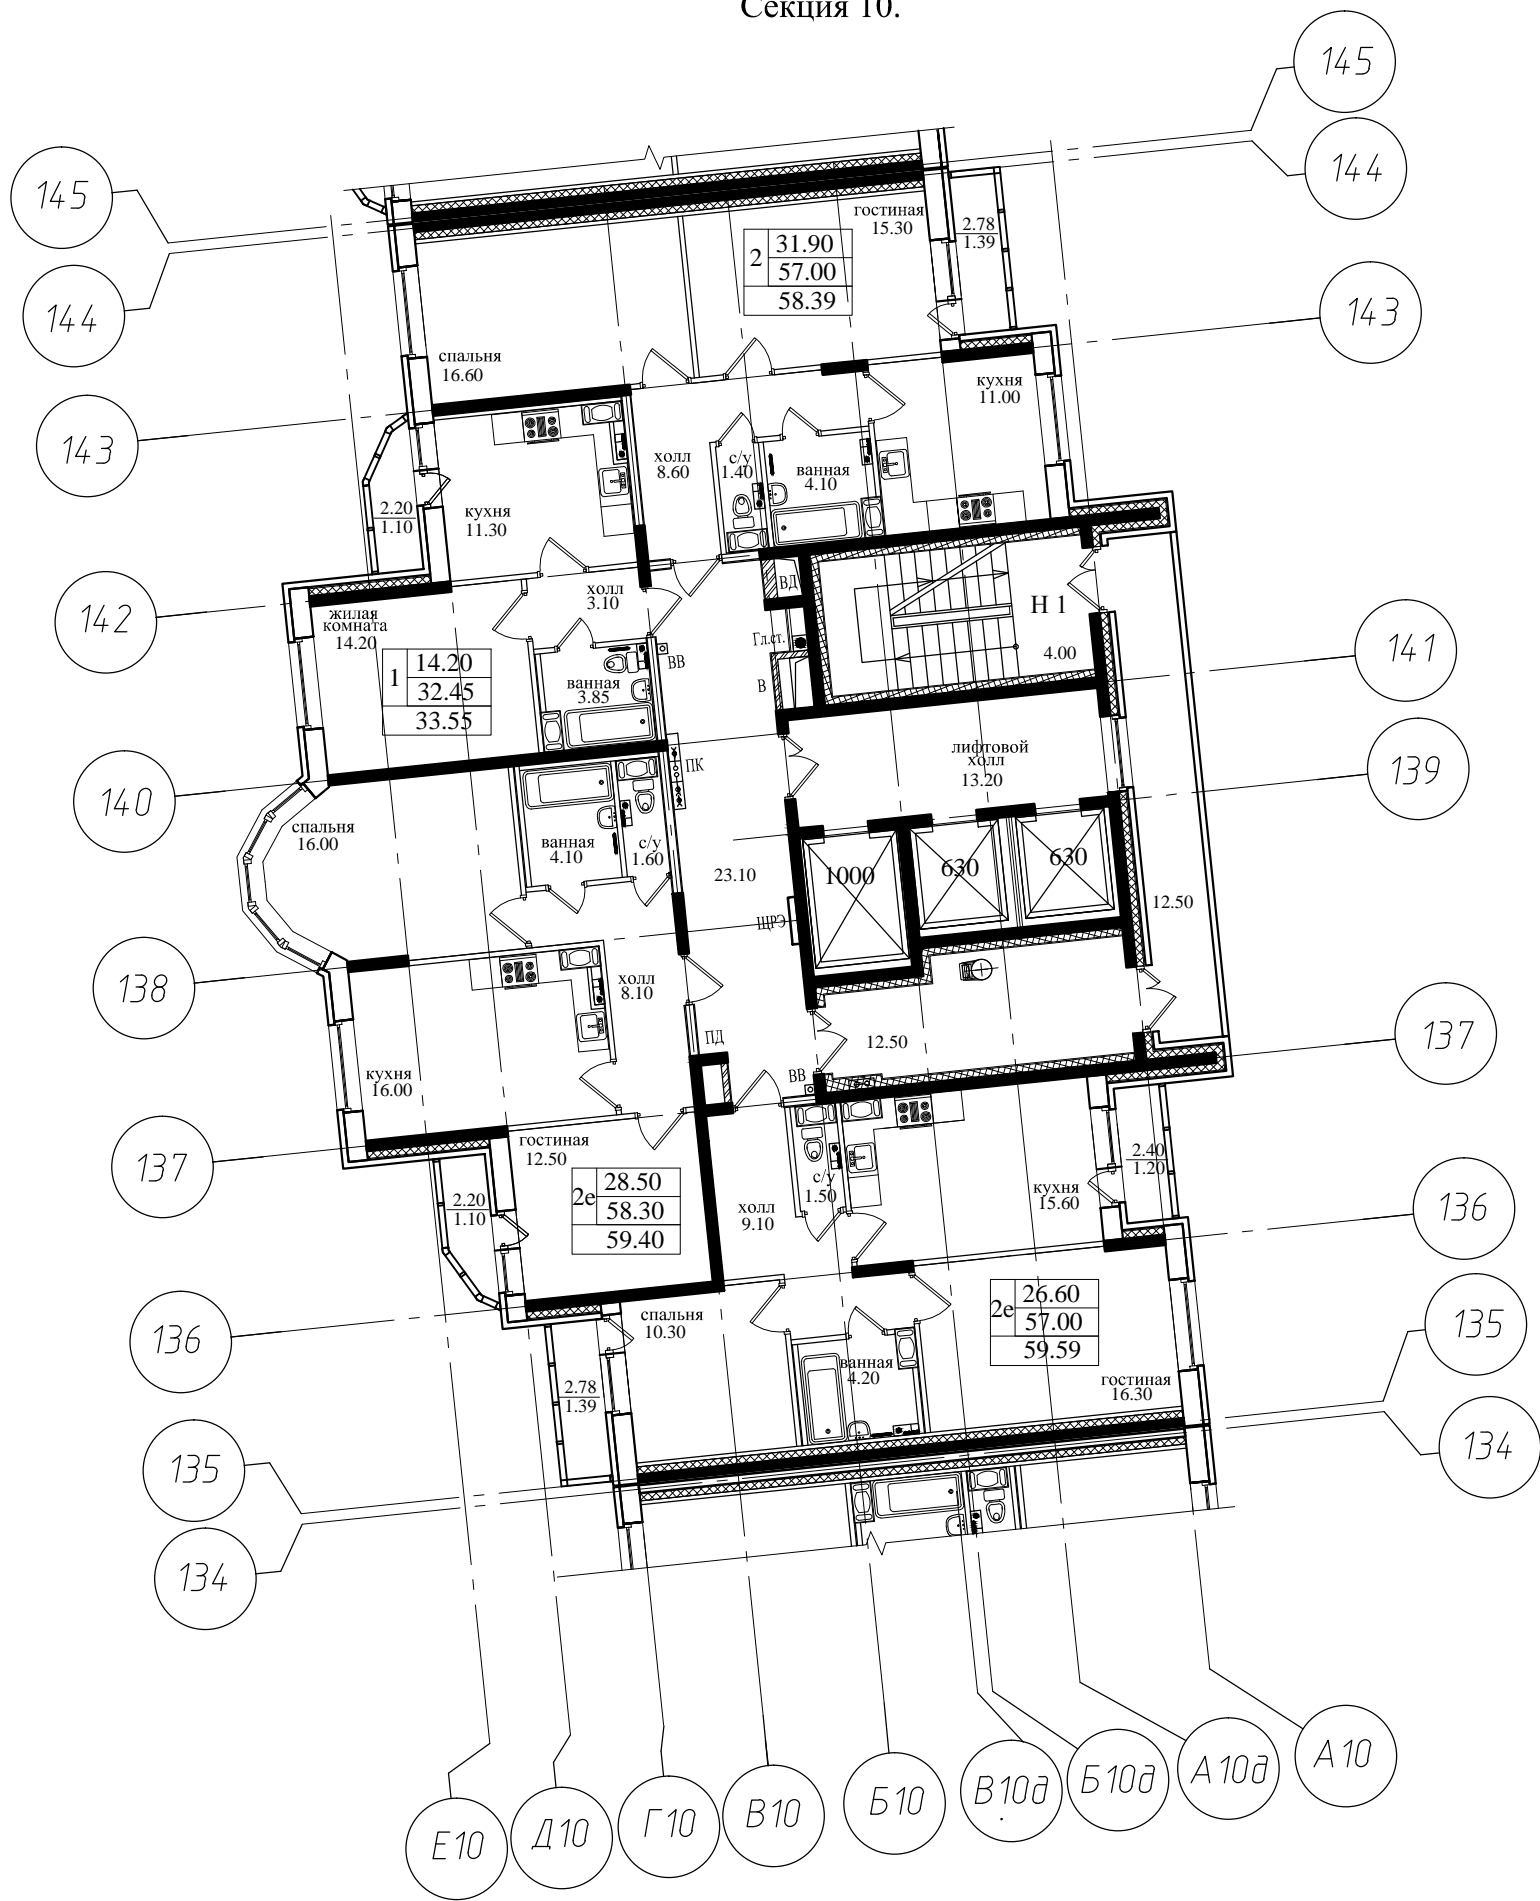 Секция 10.
145
144
143
141
139
137
136
135
134
145
144
143
142
140
138
137
136
135
134
гостиная
15.30
2.78
1.39
2
31.90
57.00
58.39
спальня
16.60
кухня
11.00
холл
8.60
с/у
1.40
ванная
4.10
2.20
1.10
кухня
11.30
холл
3.10
ВД
Н 1
4.00
Гл.ст.
В
ВВ
жилая
комната
14.20
1
14.20
32.45
33.55
ванная
3.85
ПК
лифтовой
холл
13.20
спальня
16.00
ванная
4.10
с/у
1.60
23.10
1000
630
630
12.50
ЩРЭ
холл
8.10
ПД
12.50
ВВ
кухня
16.00
гостиная
12.50
2е
28.50
58.30
59.40
2.20
1.10
с/у
1.50
холл
9.10
кухня
15.60
2.40
1.20
спальня
10.30
2е
26.60
57.00
59.59
ванная
4.20
гостиная
16.30
2.78
1.39
Е10
Д10
Г10
В10
Б10
В10д
Б10д
А10д
А10